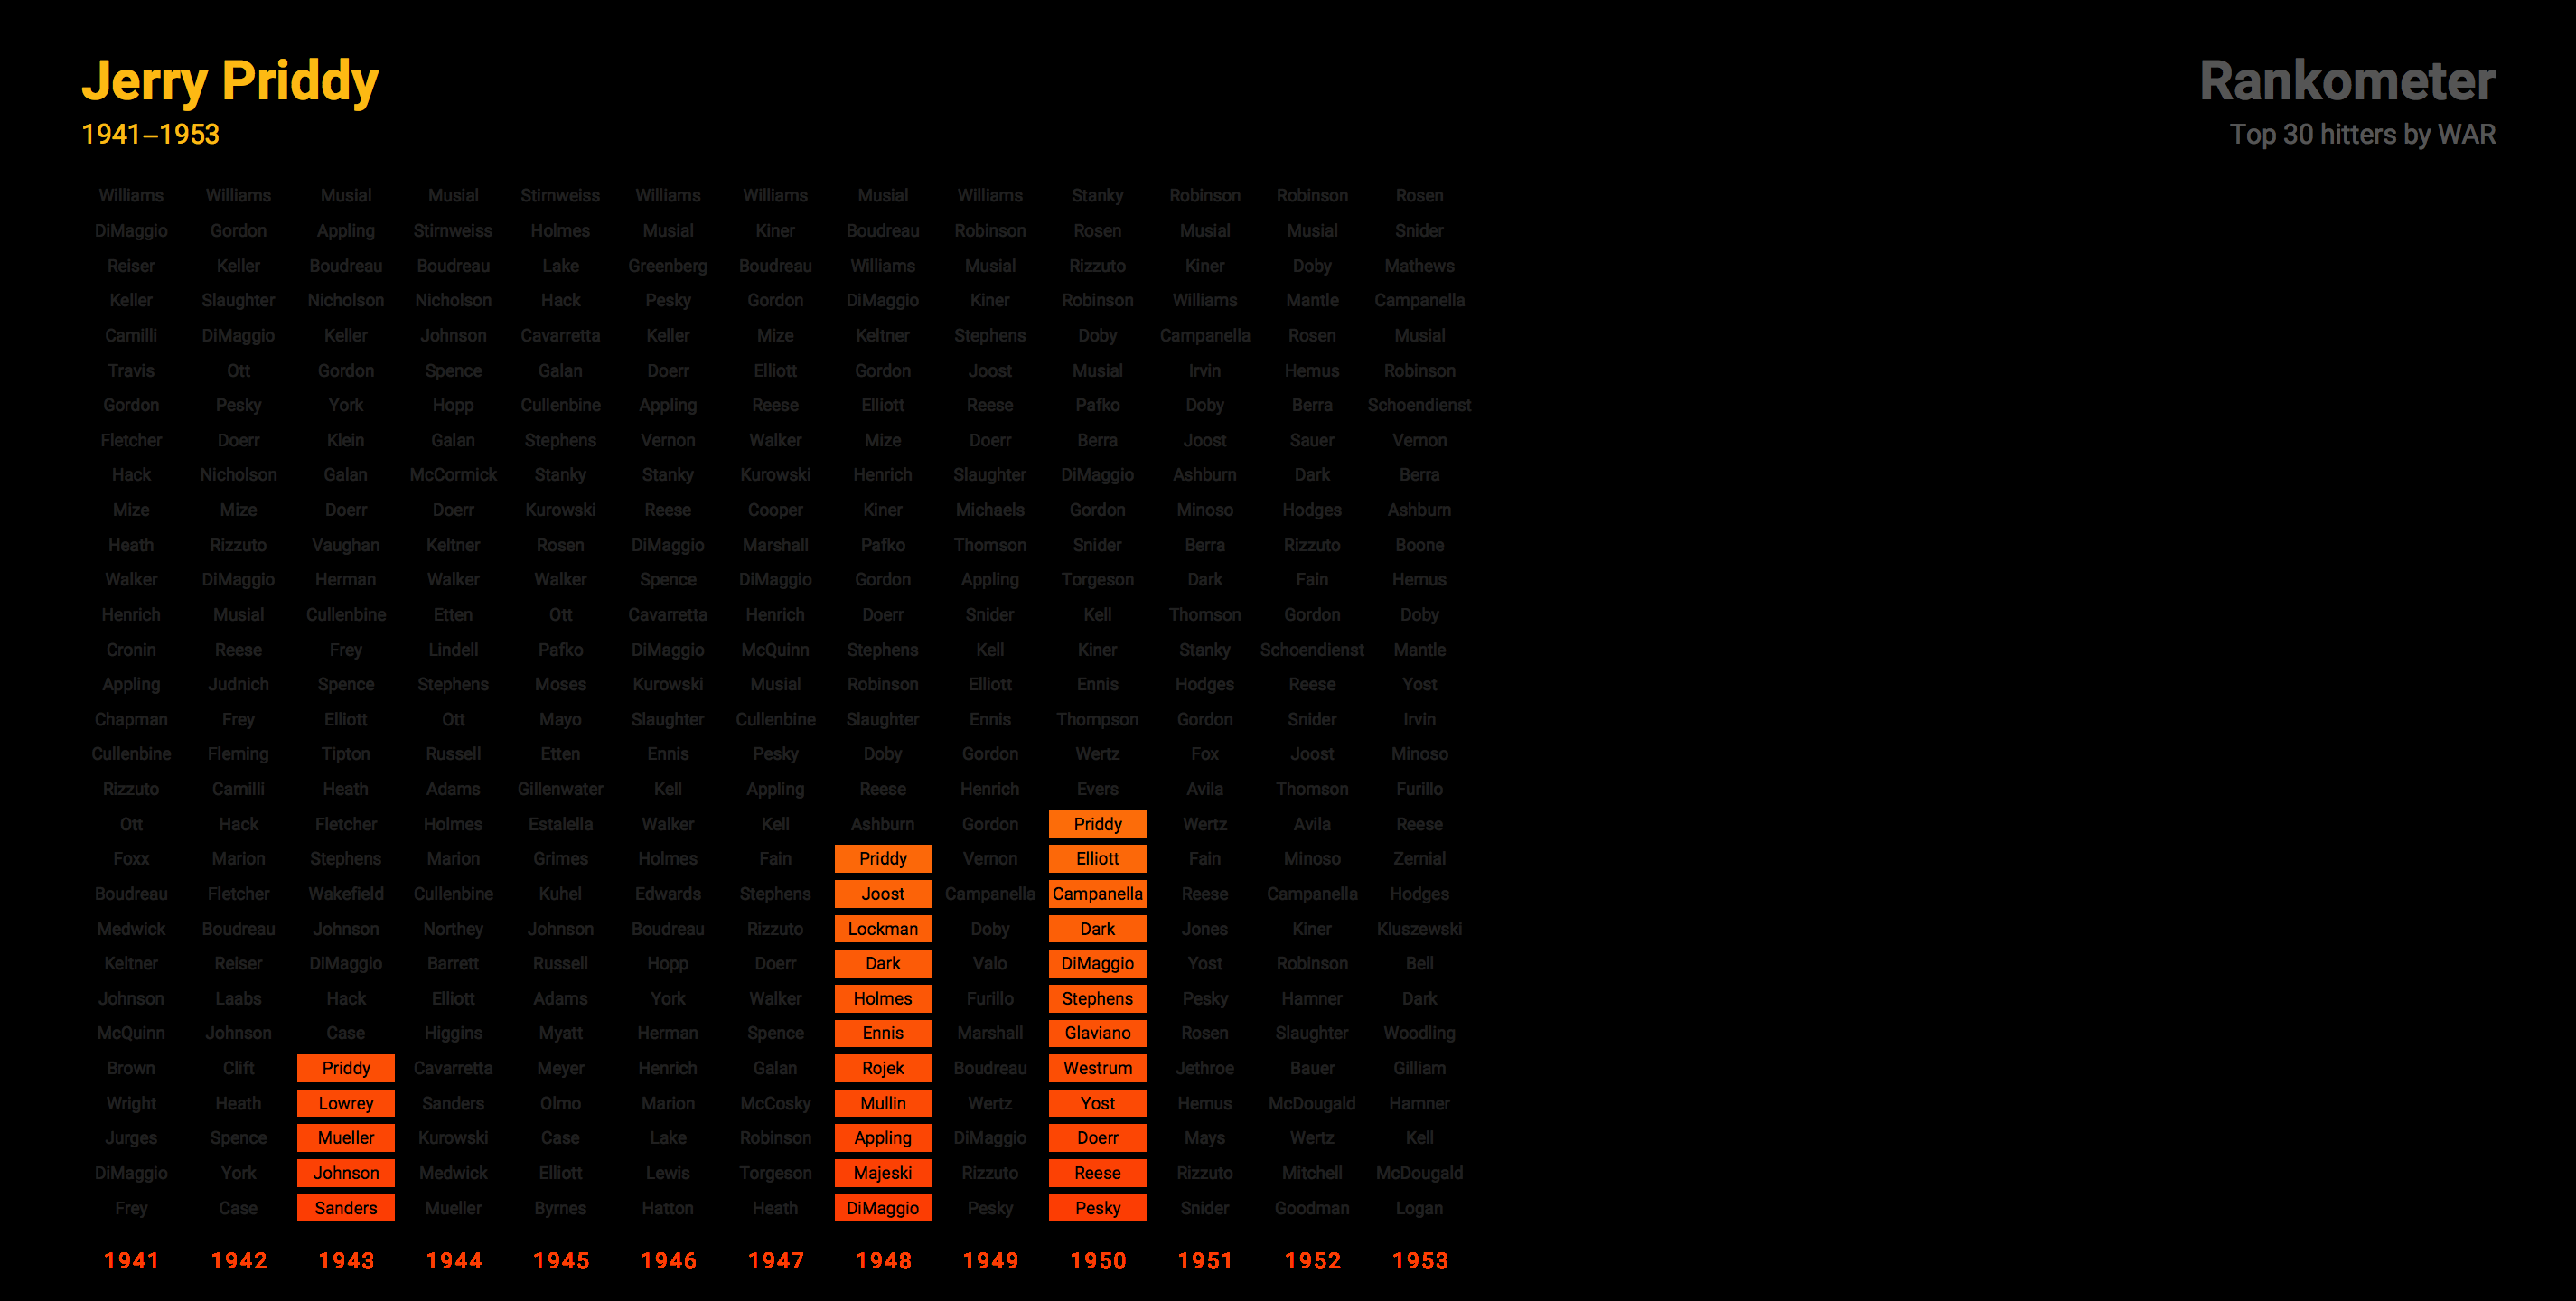 Jerry Priddy
1941–1953
Rankometer
Top 30 hitters by WAR
Williams Williams Musial Musial Stirnweiss Williams Williams Musial Williams Stanky Robinson Robinson Rosen
DiMaggio Gordon Appling Stirnweiss Holmes Musial Kiner Boudreau Robinson Rosen Musial Musial Snider
Reiser Keller Boudreau Boudreau Lake Greenberg Boudreau Williams Musial Rizzuto Kiner Doby Mathews
Keller Slaughter Nicholson Nicholson Hack Pesky Gordon DiMaggio Kiner Robinson Williams Mantle Campanella
Camilli DiMaggio Keller Johnson Cavarretta Keller Mize Keltner Stephens Doby Campanella Rosen Musial
Travis Ott Gordon Spence Galan Doerr Elliott Gordon Joost Musial Irvin Hemus Robinson
Gordon Pesky York Hopp Cullenbine Appling Reese Elliott Reese Pafko Doby Berra Schoendienst
Fletcher Doerr Klein Galan Stephens Vernon Walker Mize Doerr Berra Joost Sauer Vernon
Hack Nicholson Galan McCormick Stanky Stanky Kurowski Henrich Slaughter DiMaggio Ashburn Dark Berra
Mize Mize Doerr Doerr Kurowski Reese Cooper Kiner Michaels Gordon Minoso Hodges Ashburn
Heath Rizzuto Vaughan Keltner Rosen DiMaggio Marshall Pafko Thomson Snider Berra Rizzuto Boone
Walker DiMaggio Herman Walker Walker Spence DiMaggio Gordon Appling Torgeson Dark Fain Hemus
Henrich Musial Cullenbine Etten Ott Cavarretta Henrich Doerr Snider Kell Thomson Gordon Doby
Cronin Reese Frey Lindell Pafko DiMaggio McQuinn Stephens Kell Kiner Stanky Schoendienst Mantle
Appling Judnich Spence Stephens Moses Kurowski Musial Robinson Elliott Ennis Hodges Reese Yost
Chapman Frey Elliott Ott Mayo Slaughter Cullenbine Slaughter Ennis Thompson Gordon Snider Irvin
Cullenbine Fleming Tipton Russell Etten Ennis Pesky Doby Gordon Wertz Fox Joost Minoso
Rizzuto Camilli Heath Adams Gillenwater Kell Appling Reese Henrich Evers Avila Thomson Furillo
Ott Hack Fletcher Holmes Estalella Walker Kell Ashburn Gordon Priddy Wertz Avila Reese
Foxx Marion Stephens Marion Grimes Holmes Fain Priddy Vernon Elliott Fain Minoso Zernial
Boudreau Fletcher Wakefield Cullenbine Kuhel Edwards Stephens Joost Campanella Campanella Reese Campanella Hodges
Medwick Boudreau Johnson Northey Johnson Boudreau Rizzuto Lockman Doby Dark Jones Kiner Kluszewski
Keltner Reiser DiMaggio Barrett Russell Hopp Doerr Dark Valo DiMaggio Yost Robinson Bell
Johnson Laabs Hack Elliott Adams York Walker Holmes Furillo Stephens Pesky Hamner Dark
McQuinn Johnson Case Higgins Myatt Herman Spence Ennis Marshall Glaviano Rosen Slaughter Woodling
Brown Clift Priddy Cavarretta Meyer Henrich Galan Rojek Boudreau Westrum Jethroe Bauer Gilliam
Wright Heath Lowrey Sanders Olmo Marion McCosky Mullin Wertz Yost Hemus McDougald Hamner
Jurges Spence Mueller Kurowski Case Lake Robinson Appling DiMaggio Doerr Mays Wertz Kell
DiMaggio York Johnson Medwick Elliott Lewis Torgeson Majeski Rizzuto Reese Rizzuto Mitchell McDougald
Frey Case Sanders Mueller Byrnes Hatton Heath DiMaggio Pesky Pesky Snider Goodman Logan
1941 1942 1943 1944 1945 1946 1947 1948 1949 1950 1951 1952 1953